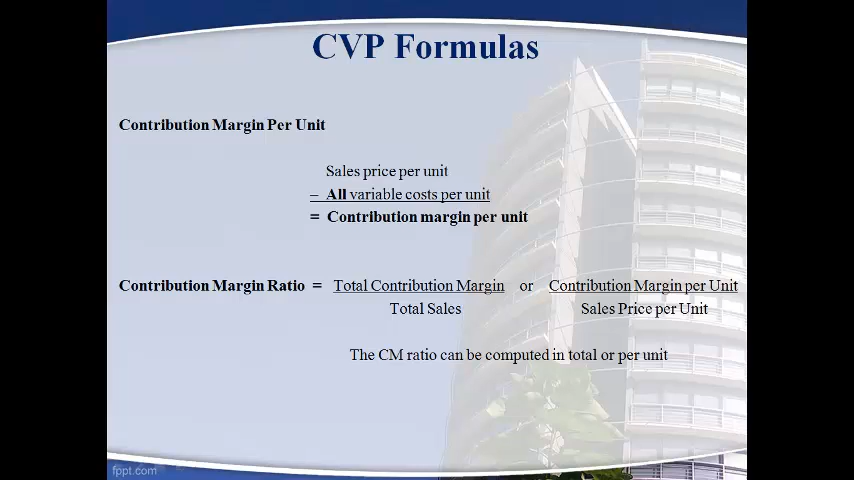 CVP Formulas
Contribution Margin Per Unit
Sales price per unit
– All variable costs per unit
= Contribution margin per unit
Contribution Margin Ratio = Total Contribution Margin or Contribution Margin per Unit
Total Sales Sales Price per Unit
The CM ratio can be computed in total or per unit
fppt.com